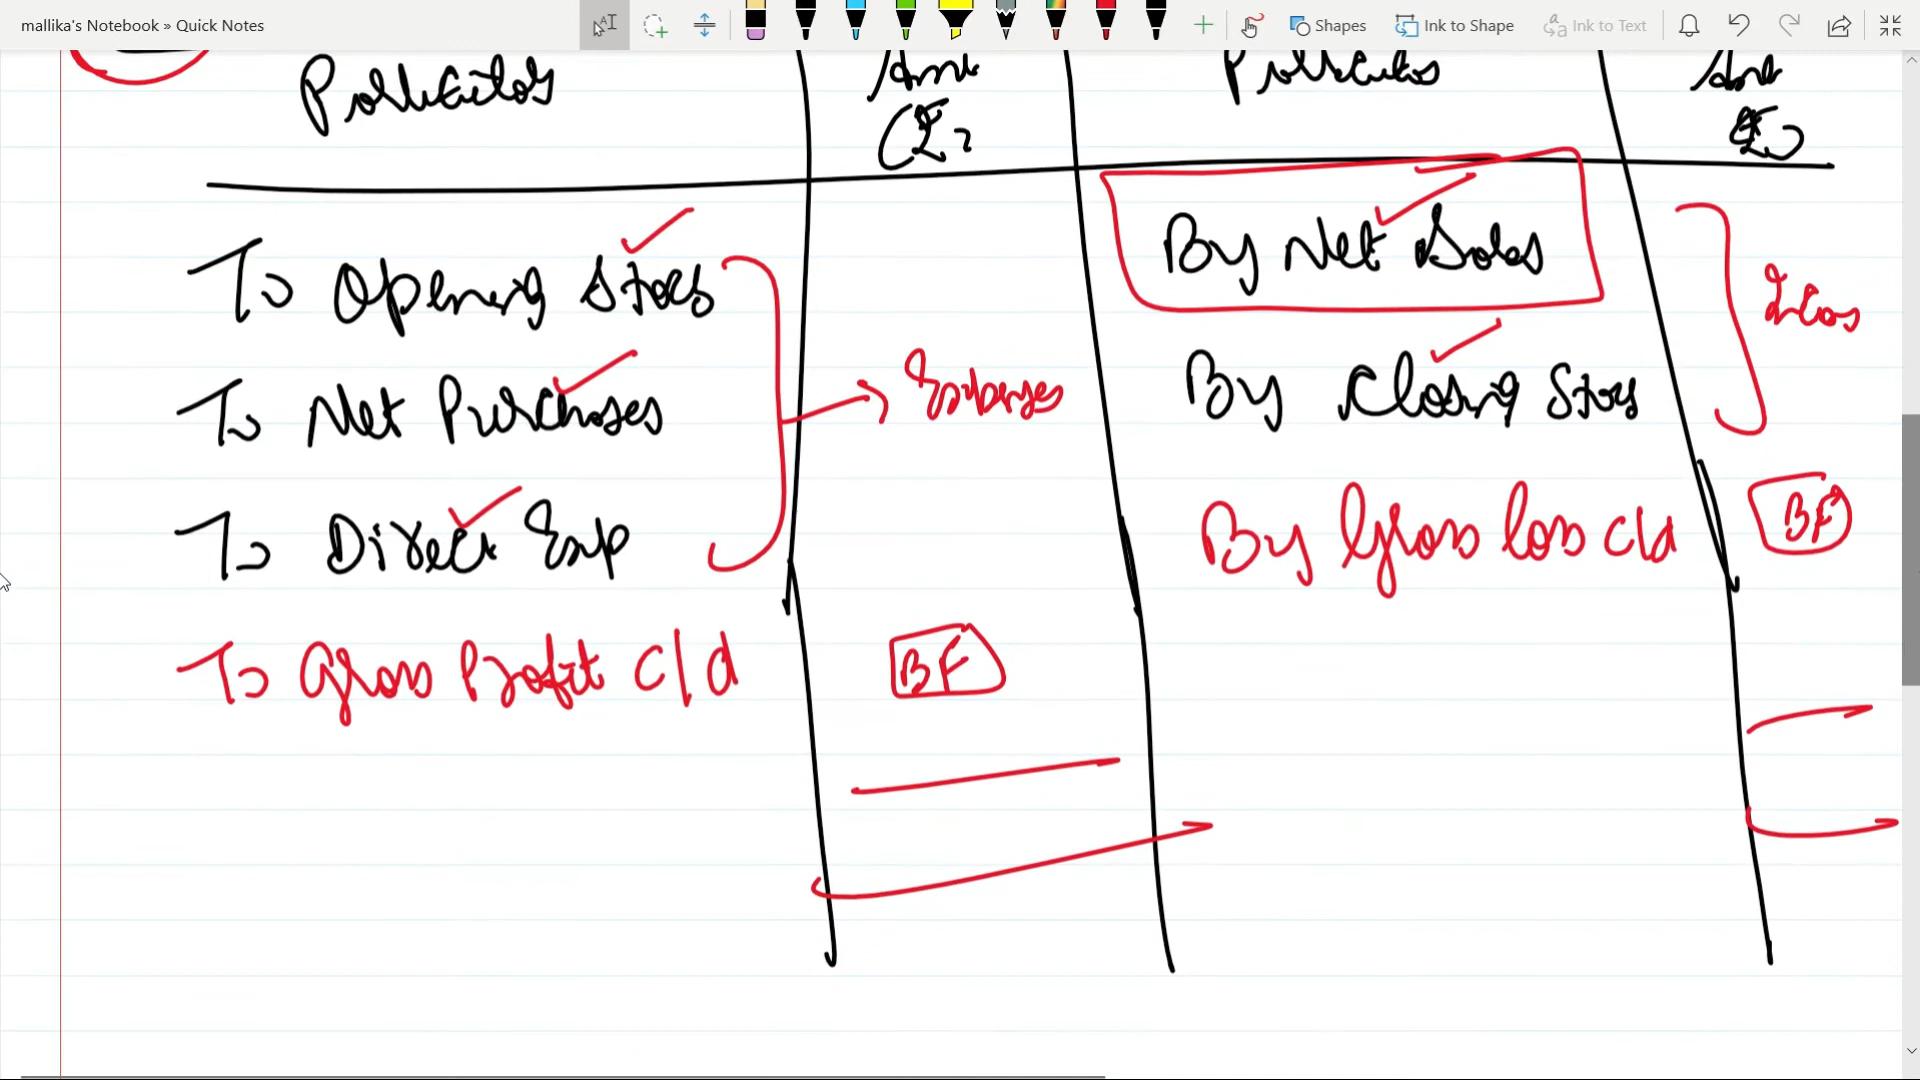 mallika's Notebook » Quick Notes
Shapes
Ink to Shape
Ink to Text
Particulars Amt (₹) Particulars Amt ₹)
To Opening Stock By Net Sales
To Net Purchases Expenses By Closing Stock
To Direct Exp By Gross loss c/d BF
To Gross Profit c/d BF